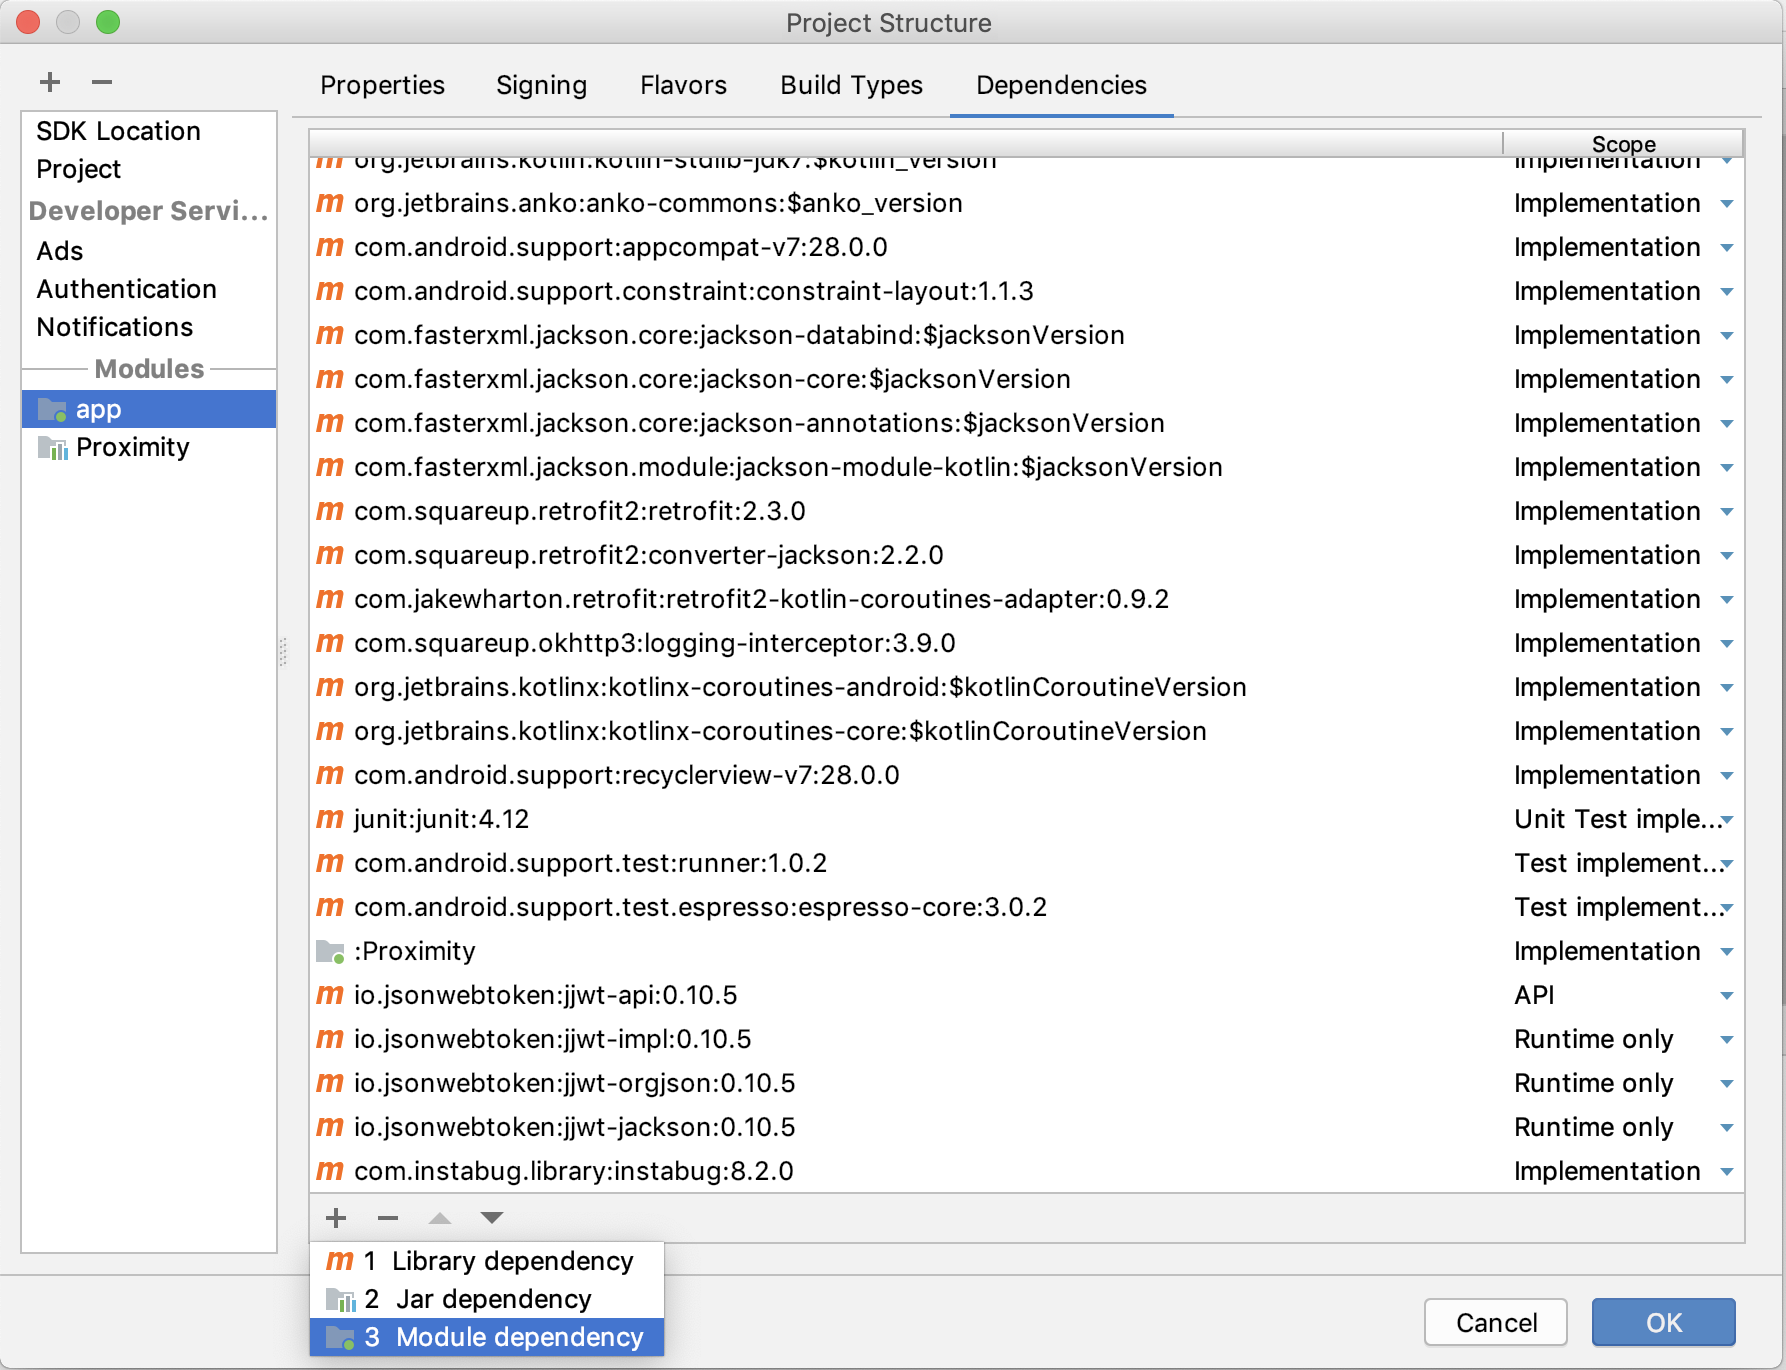 Project Structure
Properties Signing Flavors Build Types Dependencies
SDK Location
Project
Developer Servi...
Ads
Authentication
Notifications
Modules
app
Proximity
Scope
org.jetbrains.kotlin:kotlin-stdlib-jdk7:$kotlin_version Implementation
m org.jetbrains.anko:anko-commons:$anko_version Implementation
m com.android.support:appcompat-v7:28.0.0 Implementation
m com.android.support.constraint:constraint-layout:1.1.3 Implementation
m com.fasterxml.jackson.core:jackson-databind:$jacksonVersion Implementation
m com.fasterxml.jackson.core:jackson-core:$jacksonVersion Implementation
m com.fasterxml.jackson.core:jackson-annotations:$jacksonVersion Implementation
m com.fasterxml.jackson.module:jackson-module-kotlin:$jacksonVersion Implementation
m com.squareup.retrofit2:retrofit:2.3.0 Implementation
m com.squareup.retrofit2:converter-jackson:2.2.0 Implementation
m com.jakewharton.retrofit:retrofit2-kotlin-coroutines-adapter:0.9.2 Implementation
m com.squareup.okhttp3:logging-interceptor:3.9.0 Implementation
m org.jetbrains.kotlinx:kotlinx-coroutines-android:$kotlinCoroutineVersion Implementation
m org.jetbrains.kotlinx:kotlinx-coroutines-core:$kotlinCoroutineVersion Implementation
m com.android.support:recyclerview-v7:28.0.0 Implementation
m junit:junit:4.12 Unit Test imple...
m com.android.support.test:runner:1.0.2 Test implement...
m com.android.support.test.espresso:espresso-core:3.0.2 Test implement...
:Proximity Implementation
m io.jsonwebtoken:jjwt-api:0.10.5 API
m io.jsonwebtoken:jjwt-impl:0.10.5 Runtime only
m io.jsonwebtoken:jjwt-orgjson:0.10.5 Runtime only
m io.jsonwebtoken:jjwt-jackson:0.10.5 Runtime only
m com.instabug.library:instabug:8.2.0 Implementation
m 1 Library dependency
2 Jar dependency
3 Module dependency
Cancel OK